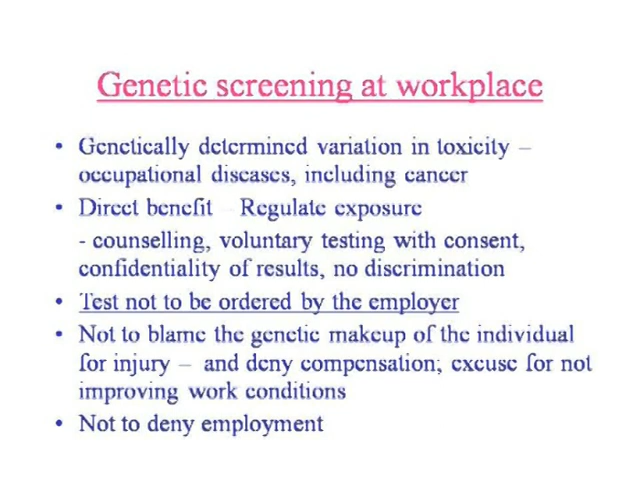 Genetic screening at workplace
• Genetically determined variation in toxicity –
occupational diseases, including cancer
• Direct benefit – Regulate exposure
- counselling, voluntary testing with consent,
confidentiality of results, no discrimination
• Test not to be ordered by the employer
• Not to blame the genetic makeup of the individual
for injury – and deny compensation; excuse for not
improving work conditions
• Not to deny employment